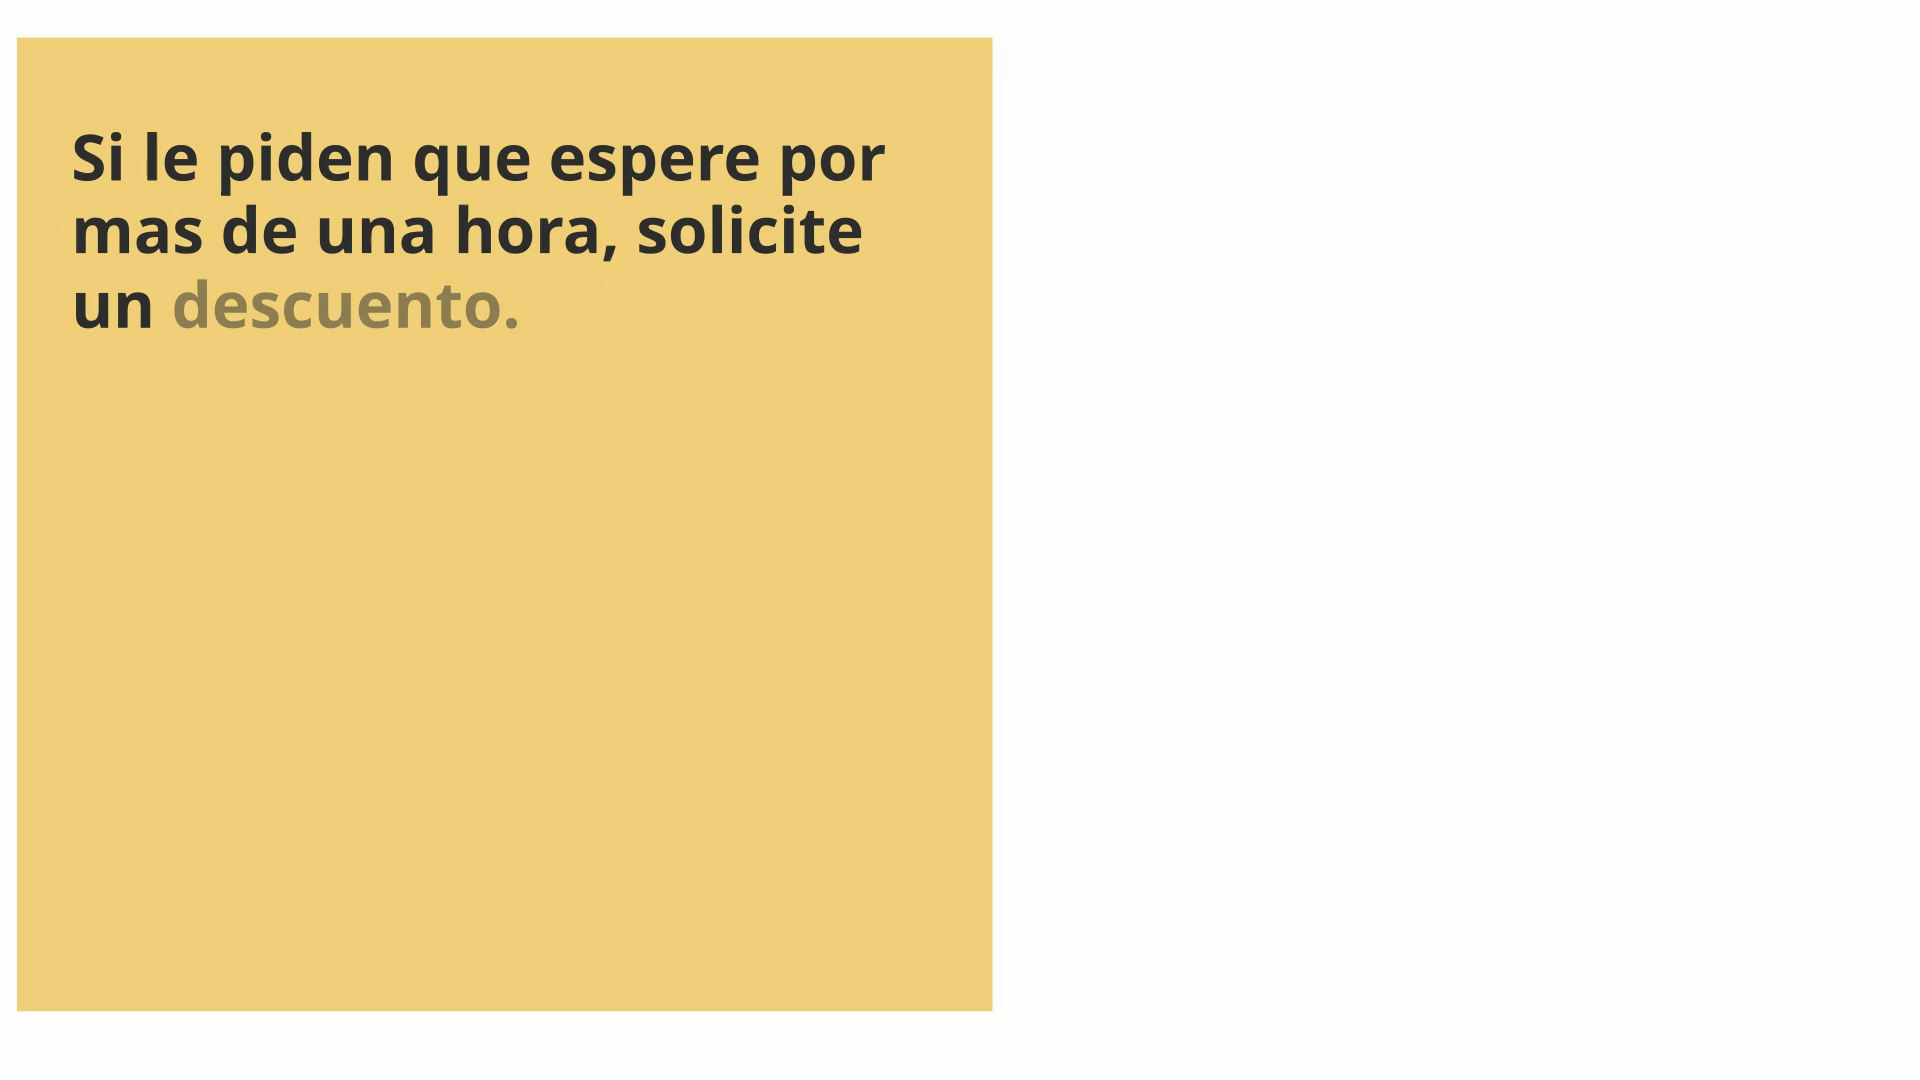 Si le piden que espere por
mas de una hora, solicite
un descuento.